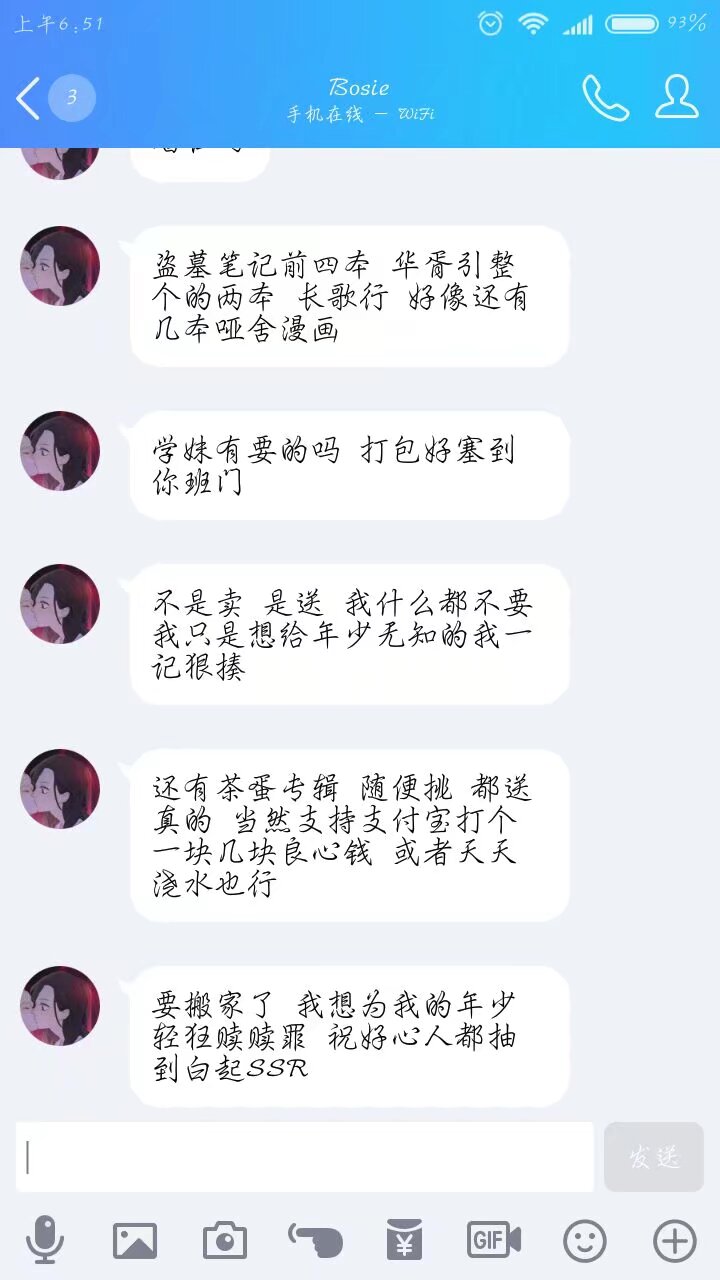 上午6:51
93%
3
Bosie
手机在线 - WiFi
盗墓笔记前四本 华胥引整
个的两本 长歌行 好像还有
几本哑舍漫画
学妹有要的吗 打包好塞到
你班门
不是卖 是送 我什么都不要
我只是想给年少无知的我一
记狠揍
还有茶蛋专辑 随便挑 都送
真的 当然支持支付宝打个
一块几块良心钱 或者天天
浇水也行
要搬家了 我想为我的年少
轻狂赎赎罪 祝好心人都抽
到白起SSR
发送
GIF